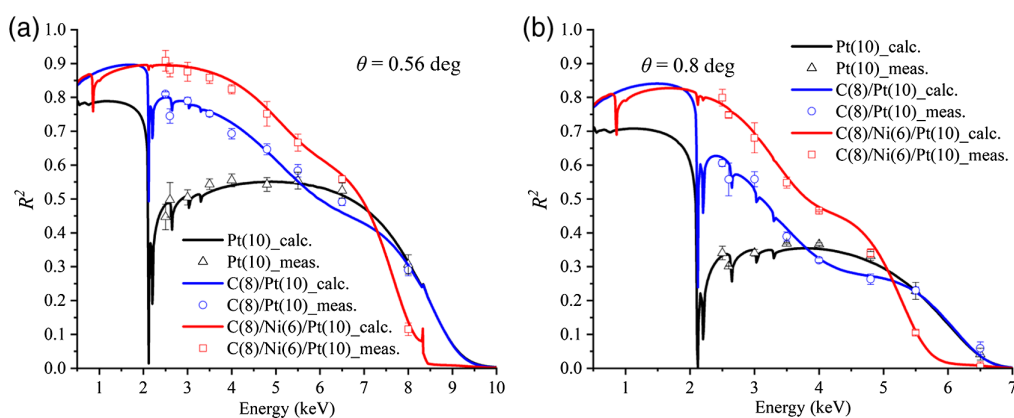 (a)
1.0
0.9
0.8
0.7
0.6
0.5
0.4
0.3
0.2
0.1
0.0
R²
θ = 0.56 deg
Pt(10)_calc.
Pt(10)_meas.
C(8)/Pt(10)_calc.
C(8)/Pt(10)_meas.
C(8)/Ni(6)/Pt(10)_calc.
C(8)/Ni(6)/Pt(10)_meas.
1 2 3 4 5 6 7 8 9 10
Energy (keV)
(b)
1.0
0.9
0.8
0.7
0.6
0.5
0.4
0.3
0.2
0.1
0.0
R²
θ = 0.8 deg
Pt(10)_calc.
Pt(10)_meas.
C(8)/Pt(10)_calc.
C(8)/Pt(10)_meas.
C(8)/Ni(6)/Pt(10)_calc.
C(8)/Ni(6)/Pt(10)_meas.
1 2 3 4 5 6 7
Energy (keV)